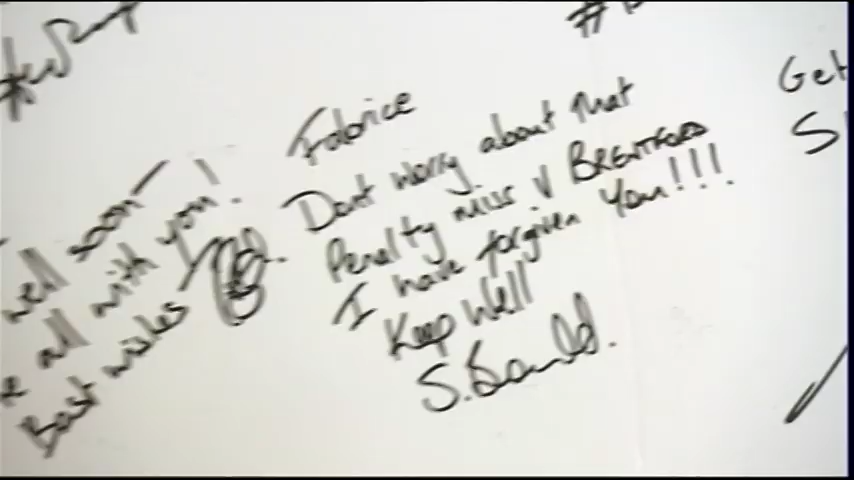 well soon
all with you!
Best wishes
Fabrice
Dont worry about that
Penalty miss V BRENTFORD
I have forgiven you!!!
Keep Well
Get